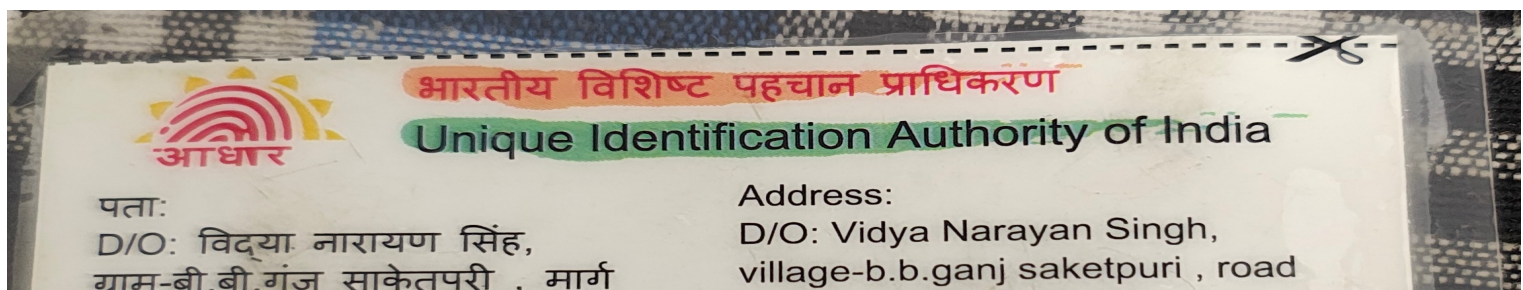 भारतीय विशिष्ट पहचान प्राधिकरण
Unique Identification Authority of India
आधार
पता:
D/O: विद्या नारायण सिंह,
ग्राम-बी.बी.गंज साकेतपुरी , मार्ग
Address:
D/O: Vidya Narayan Singh,
village-b.b.ganj saketpuri , road